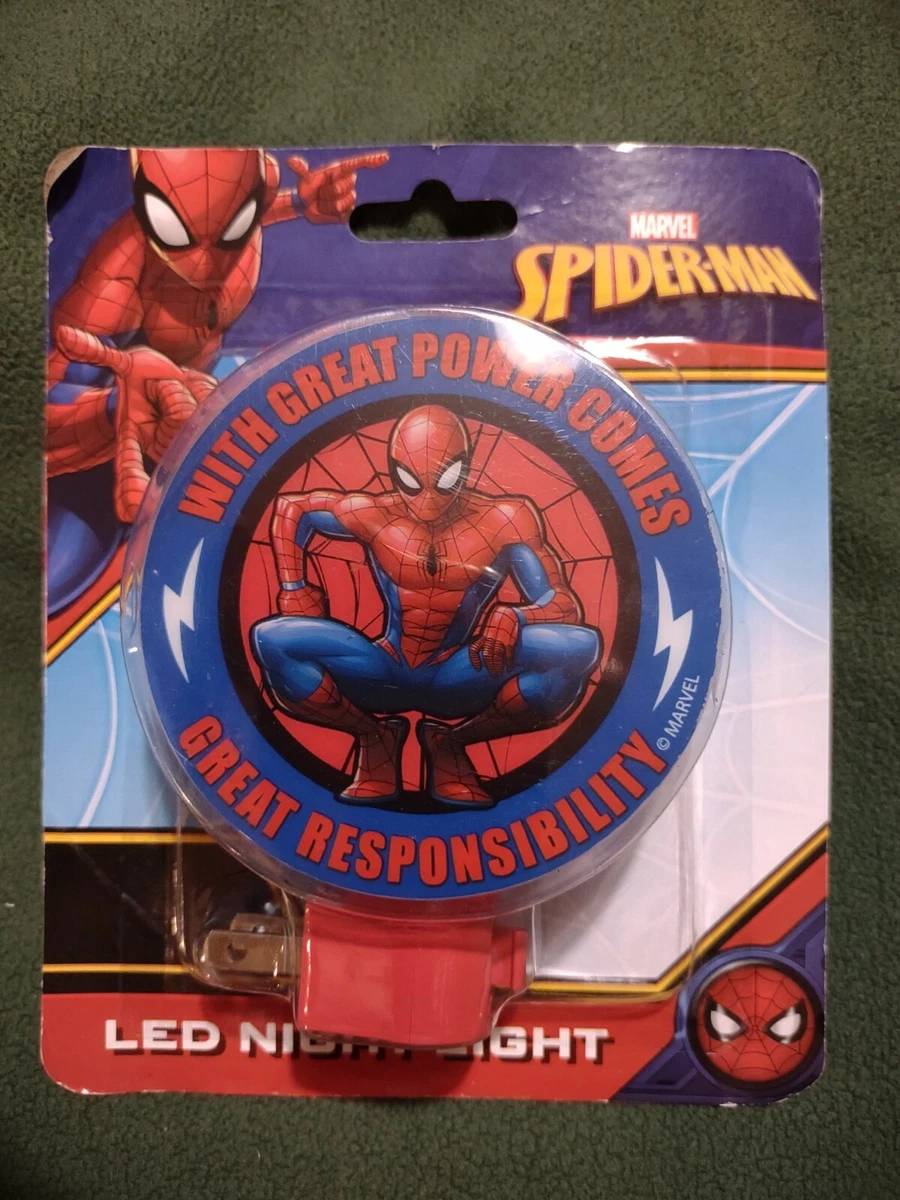 MARVEL
SPIDER-MAN
WITH GREAT POWER COMES
GREAT RESPONSIBILITY
© MARVEL
LED NIGHT LIGHT